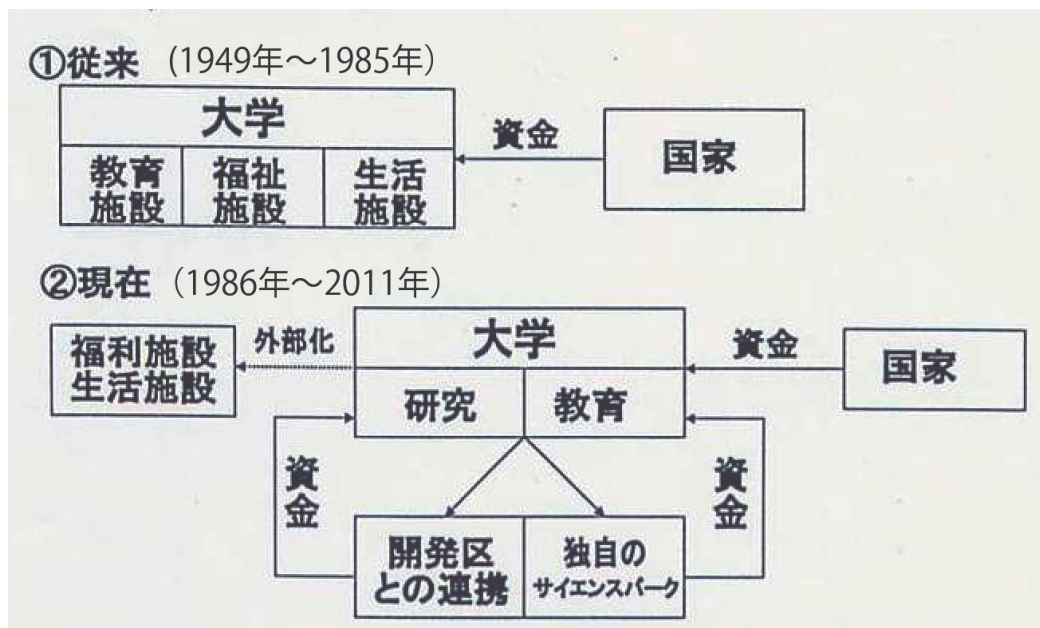 ①従来 (1949年～1985年)
大学
教育
施設
福祉
施設
生活
施設
資金
国家
②現在 (1986年～2011年)
福利施設
生活施設
外部化
大学
研究
教育
資金
国家
資金
資金
開発区
との連携
独自の
サイエンスパーク